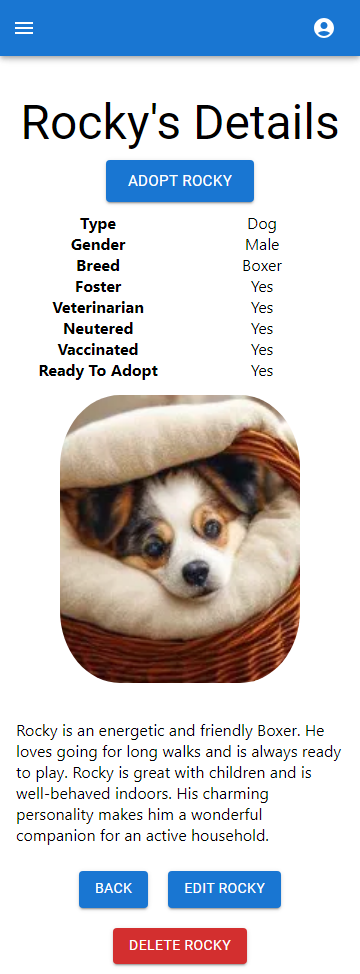 Rocky's Details
ADOPT ROCKY
Type Dog
Gender Male
Breed Boxer
Foster Yes
Veterinarian Yes
Neutered Yes
Vaccinated Yes
Ready To Adopt Yes
Rocky is an energetic and friendly Boxer. He
loves going for long walks and is always ready
to play. Rocky is great with children and is
well-behaved indoors. His charming
personality makes him a wonderful
companion for an active household.
BACK EDIT ROCKY
DELETE ROCKY